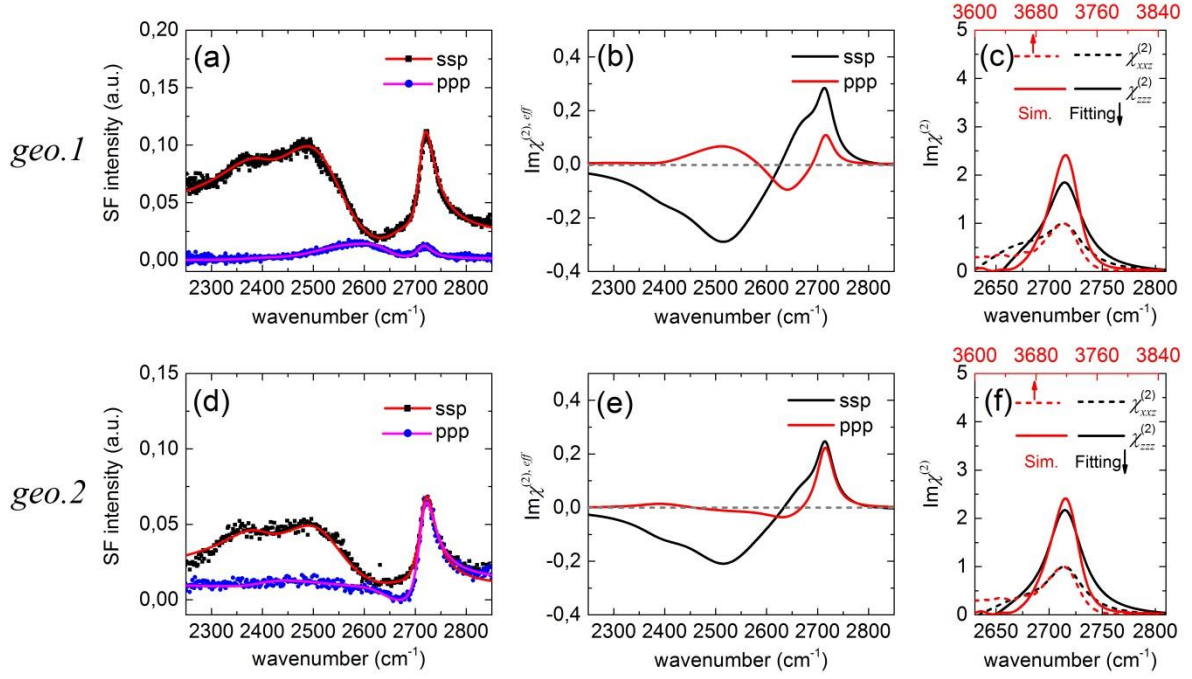 geo.1
(a)
0,20
0,15
0,10
0,05
0,00
SF intensity (a.u.)
ssp
ppp
2300 2400 2500 2600 2700 2800
wavenumber (cm⁻¹)
(b)
0,4
0,2
0,0
-0,2
-0,4
Imχ⁽²⁾, eff
ssp
ppp
2300 2400 2500 2600 2700 2800
wavenumber (cm⁻¹)
3600 3680 3760 3840
(c)
5
4
3
2
1
0
Imχ⁽²⁾
χ⁽²⁾xxz
χ⁽²⁾zzz
Sim. Fitting
2650 2700 2750 2800
wavenumber (cm⁻¹)
geo.2
(d)
0,15
0,10
0,05
0,00
SF intensity (a.u.)
ssp
ppp
2300 2400 2500 2600 2700 2800
wavenumber (cm⁻¹)
(e)
0,4
0,2
0,0
-0,2
-0,4
Imχ⁽²⁾, eff
ssp
ppp
2300 2400 2500 2600 2700 2800
wavenumber (cm⁻¹)
3600 3680 3760 3840
(f)
5
4
3
2
1
0
Imχ⁽²⁾
χ⁽²⁾xxz
χ⁽²⁾zzz
Sim. Fitting
2650 2700 2750 2800
wavenumber (cm⁻¹)